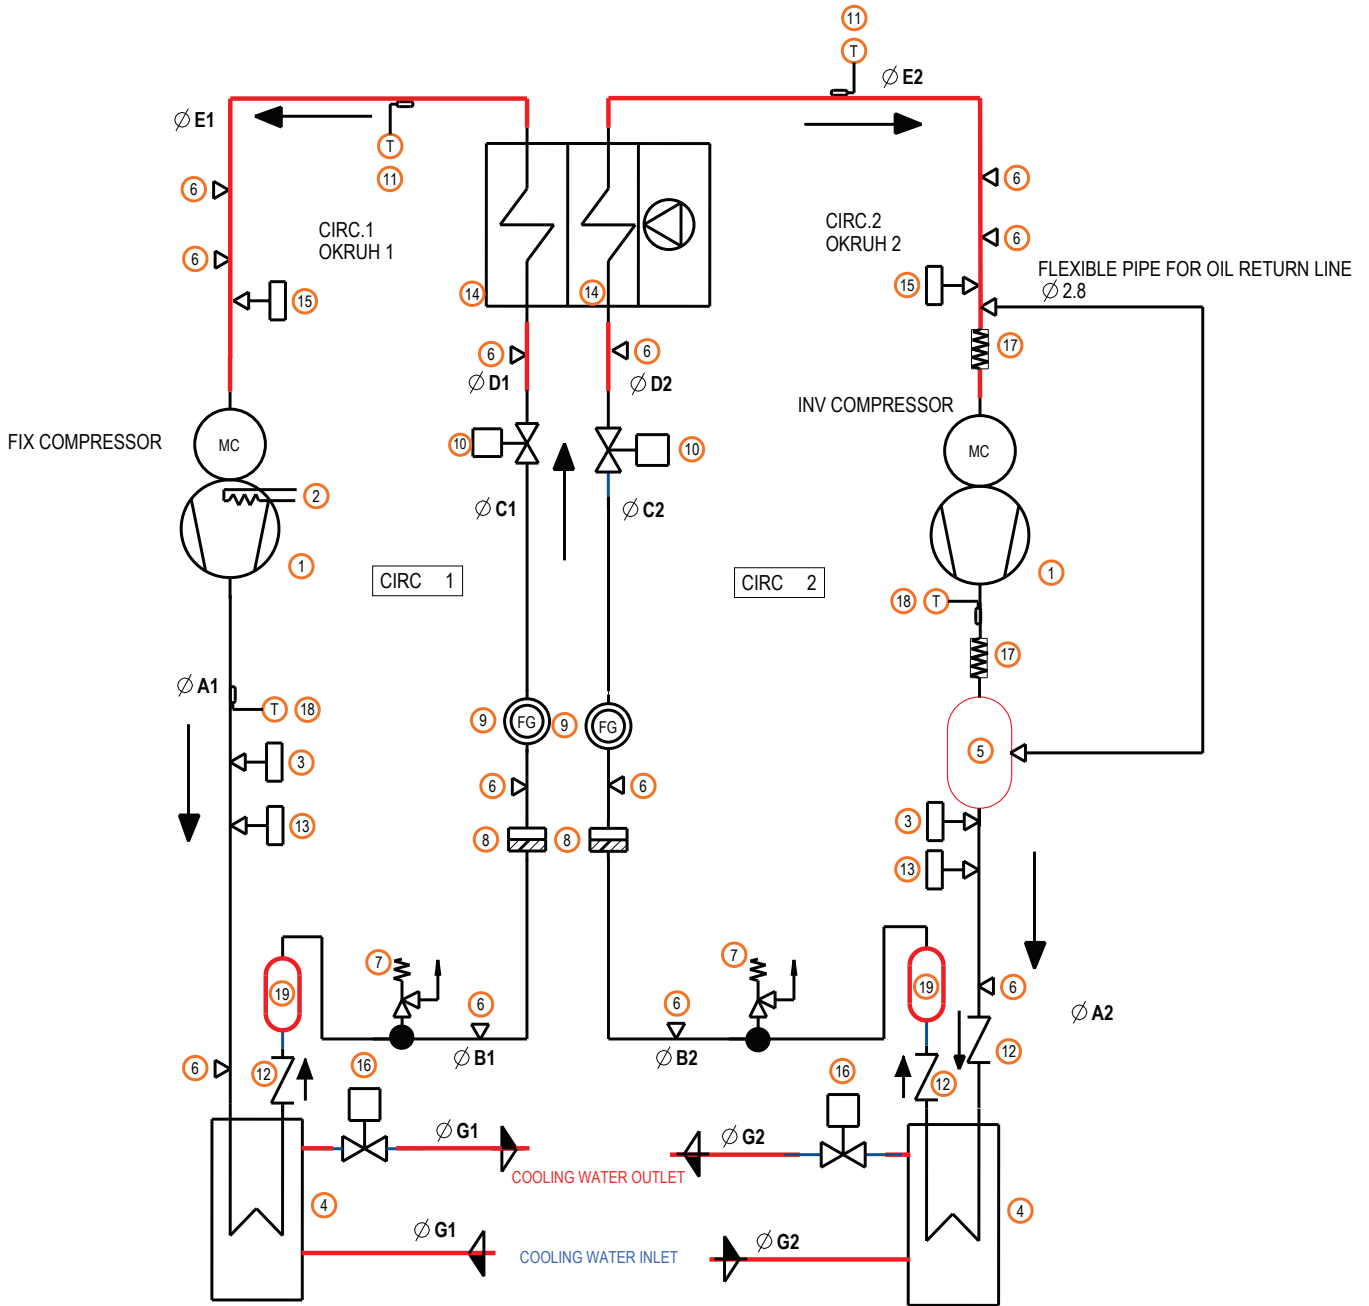 11
T
Ø E2
Ø E1
T
11
6
6
6
6
CIRC.1
OKRUH 1
CIRC.2
OKRUH 2
FLEXIBLE PIPE FOR OIL RETURN LINE
Ø 2.8
15
15
14
14
17
6
6
Ø D1
Ø D2
INV COMPRESSOR
FIX COMPRESSOR
MC
MC
10
10
2
Ø C1
Ø C2
1
1
CIRC 1
CIRC 2
18
T
17
Ø A1
T
18
9
FG
9
FG
5
3
6
6
3
13
8
8
13
7
7
19
19
6
6
6
Ø A2
Ø B1
Ø B2
6
12
16
16
12
12
Ø G1
Ø G2
COOLING WATER OUTLET
4
4
Ø G1
Ø G2
COOLING WATER INLET